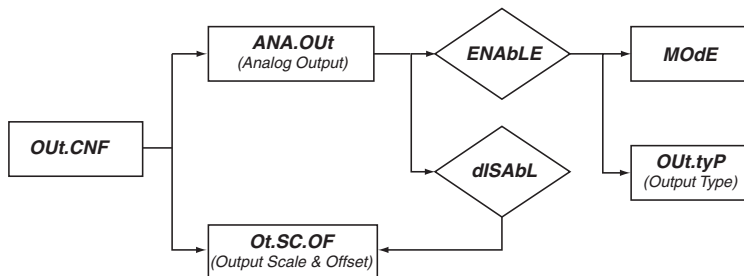 ANA.OUt
(Analog Output)
ENAbLE
MOdE
OUt.CNF
dISAbL
OUt.tyP
(Output Type)
Ot.SC.OF
(Output Scale & Offset)